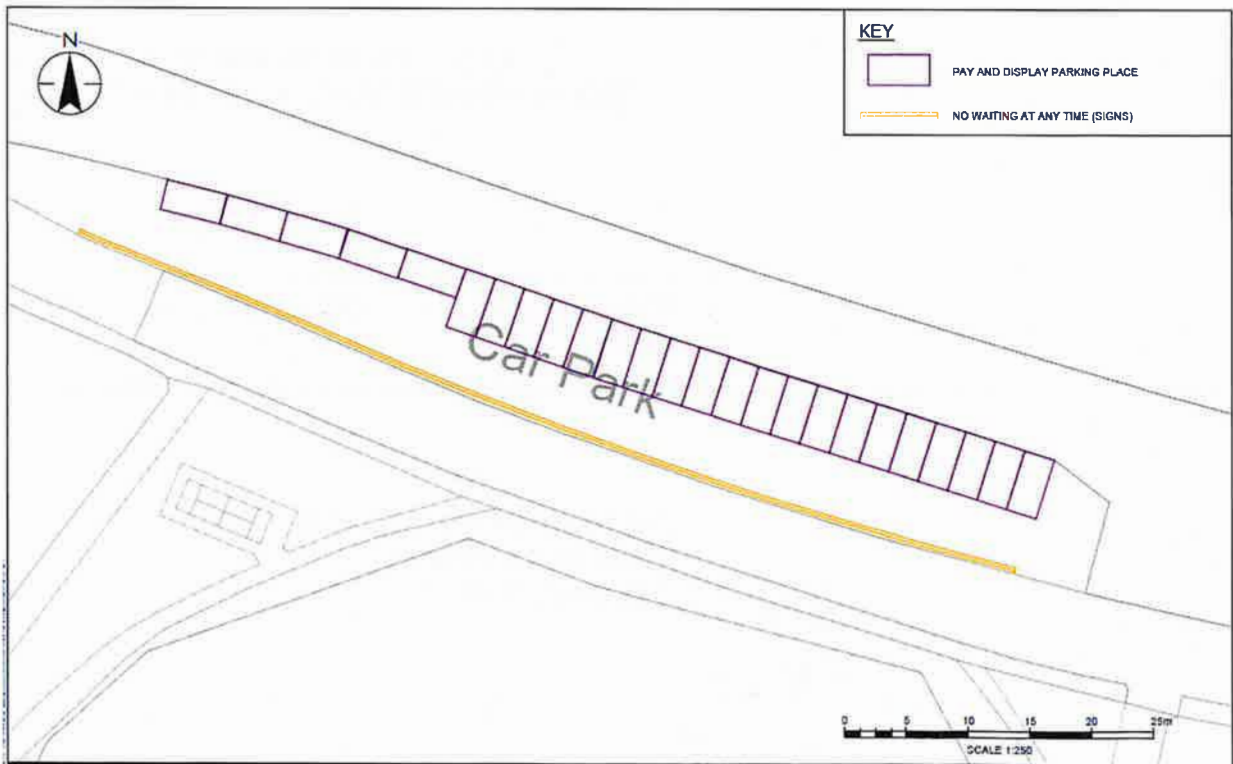 N
KEY
PAY AND DISPLAY PARKING PLACE
NO WAITING AT ANY TIME (SIGNS)
Car Park
0 5 10 15 20 25m
SCALE 1:250